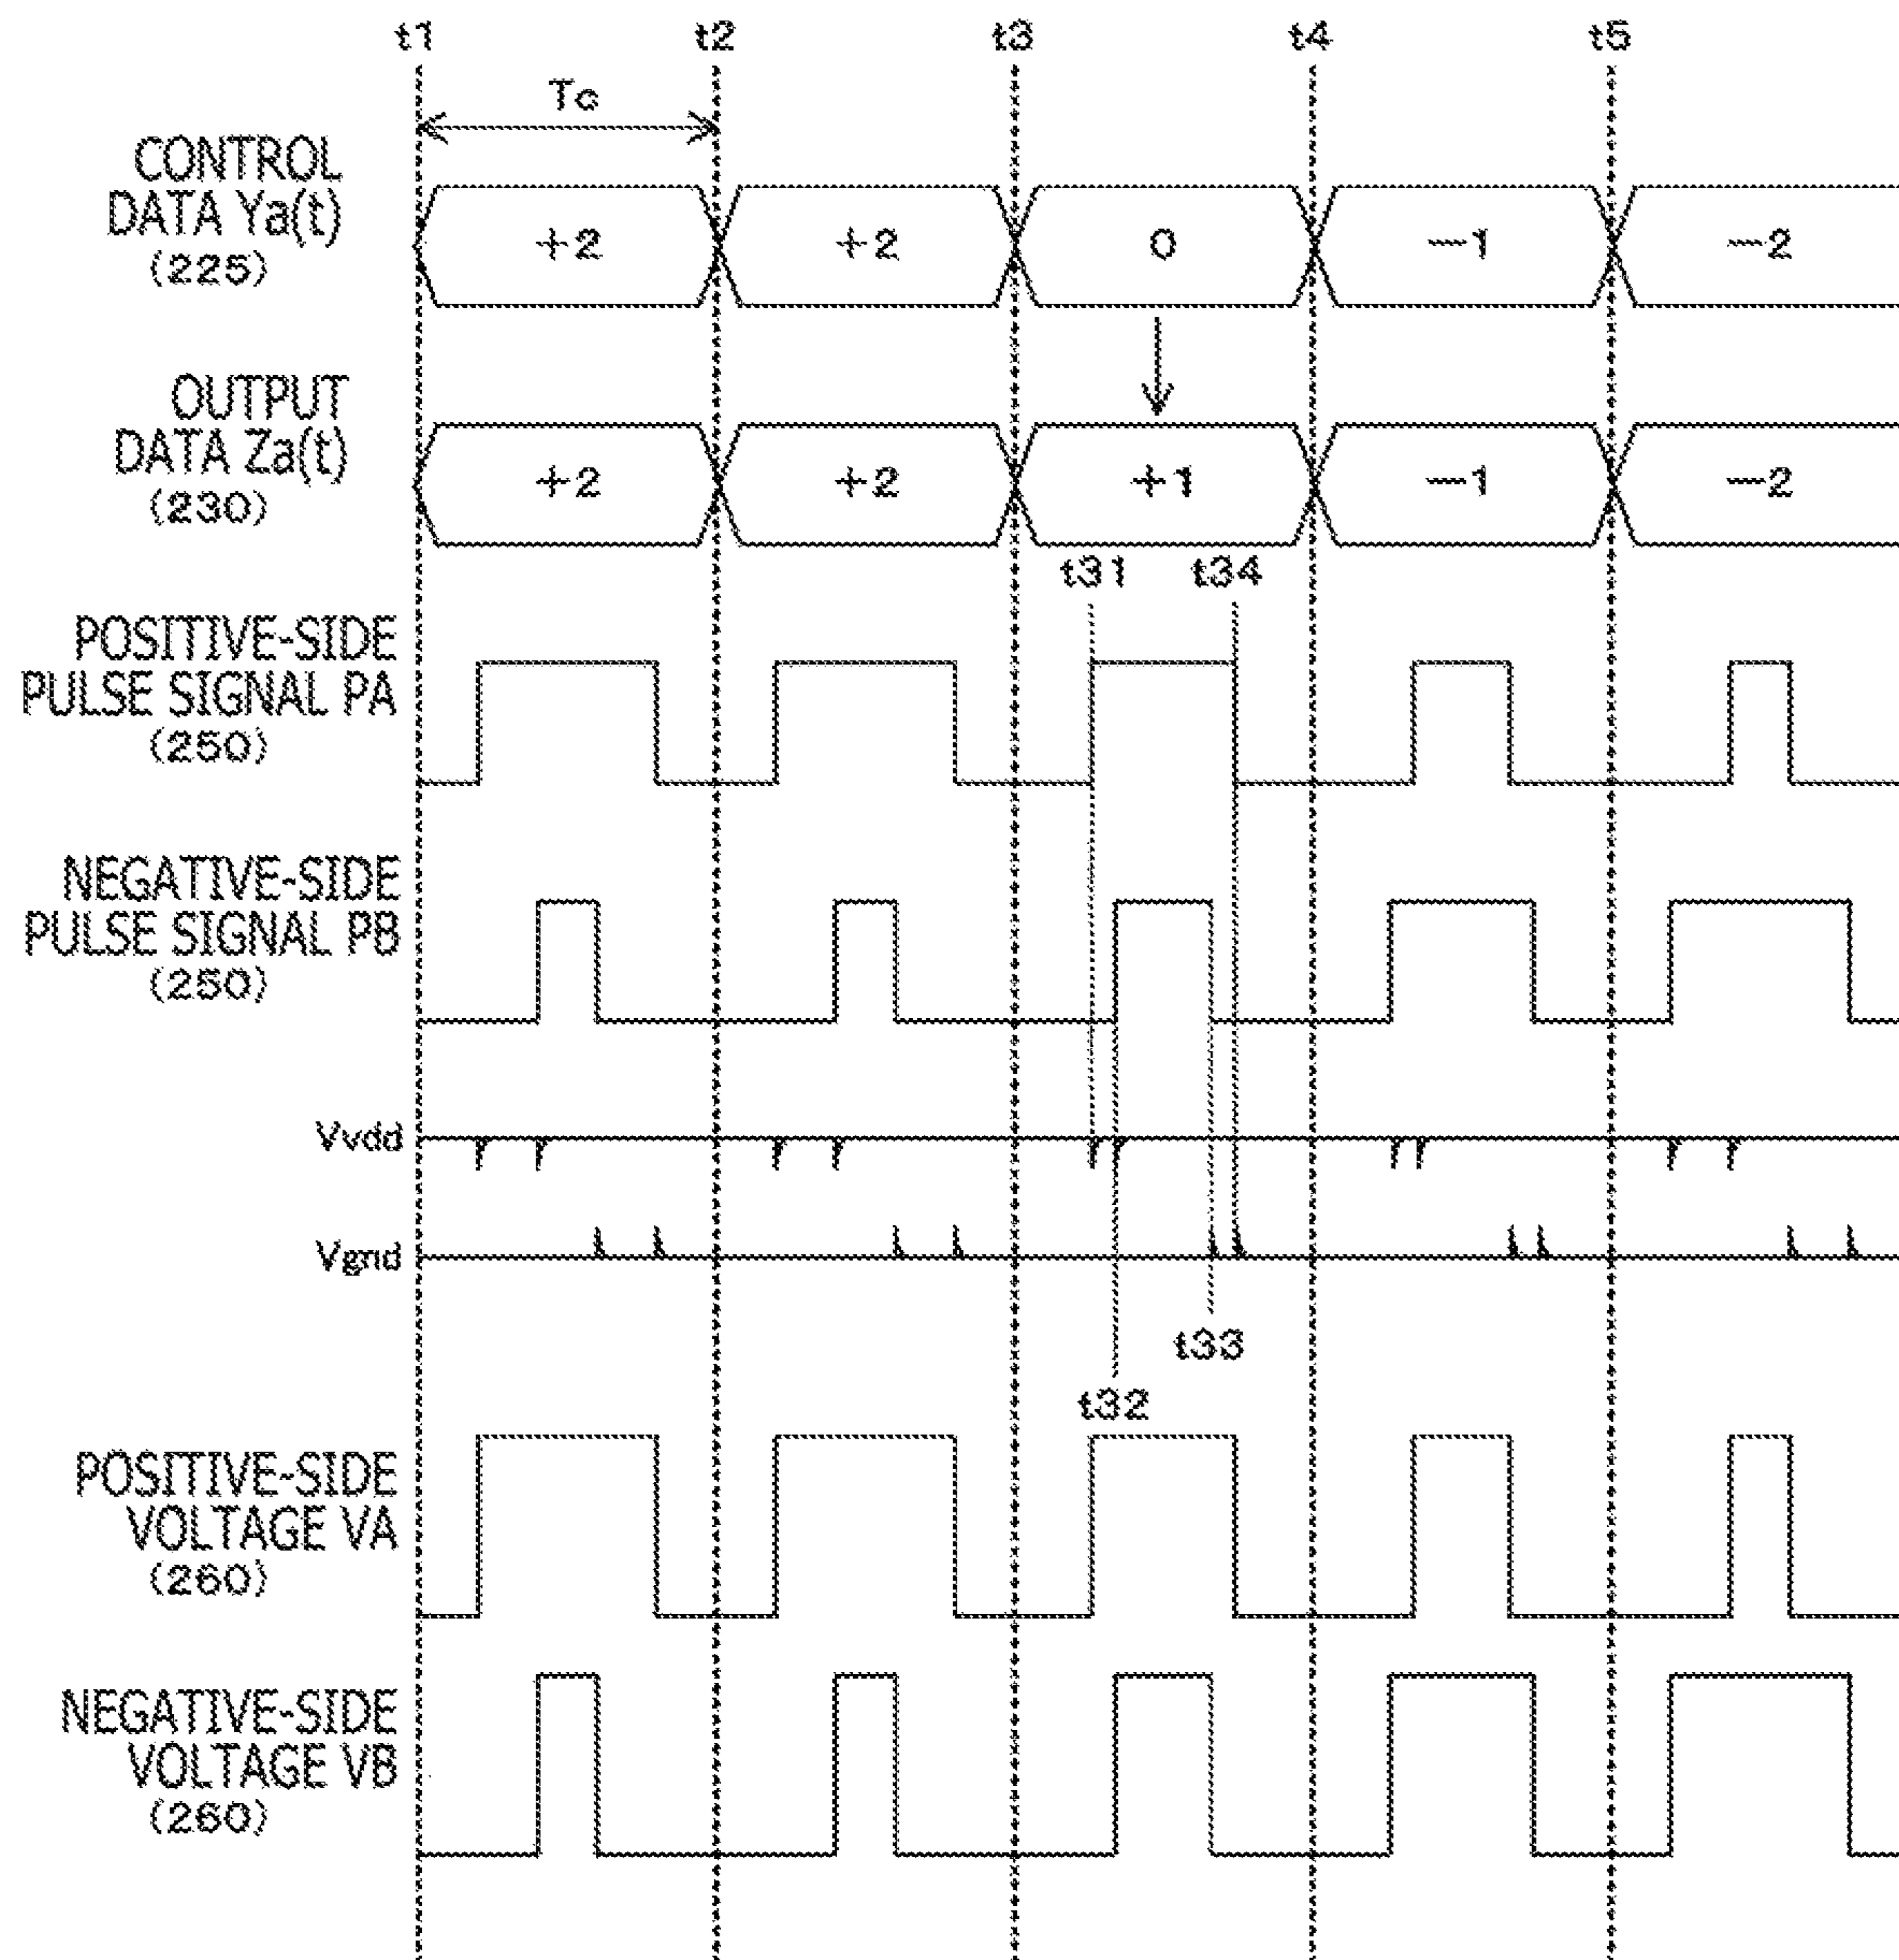 t1 t2 t3 t4 t5
Tc
CONTROL
DATA Ya(t)
(225)
+2 +2 0 −1 −2
OUTPUT
DATA Za(t)
(230)
+2 +2 +1 −1 −2
t31 t34
POSITIVE-SIDE
PULSE SIGNAL PA
(250)
NEGATIVE-SIDE
PULSE SIGNAL PB
(250)
Vvdd
Vgnd
t33
t32
POSITIVE-SIDE
VOLTAGE VA
(260)
NEGATIVE-SIDE
VOLTAGE VB
(260)